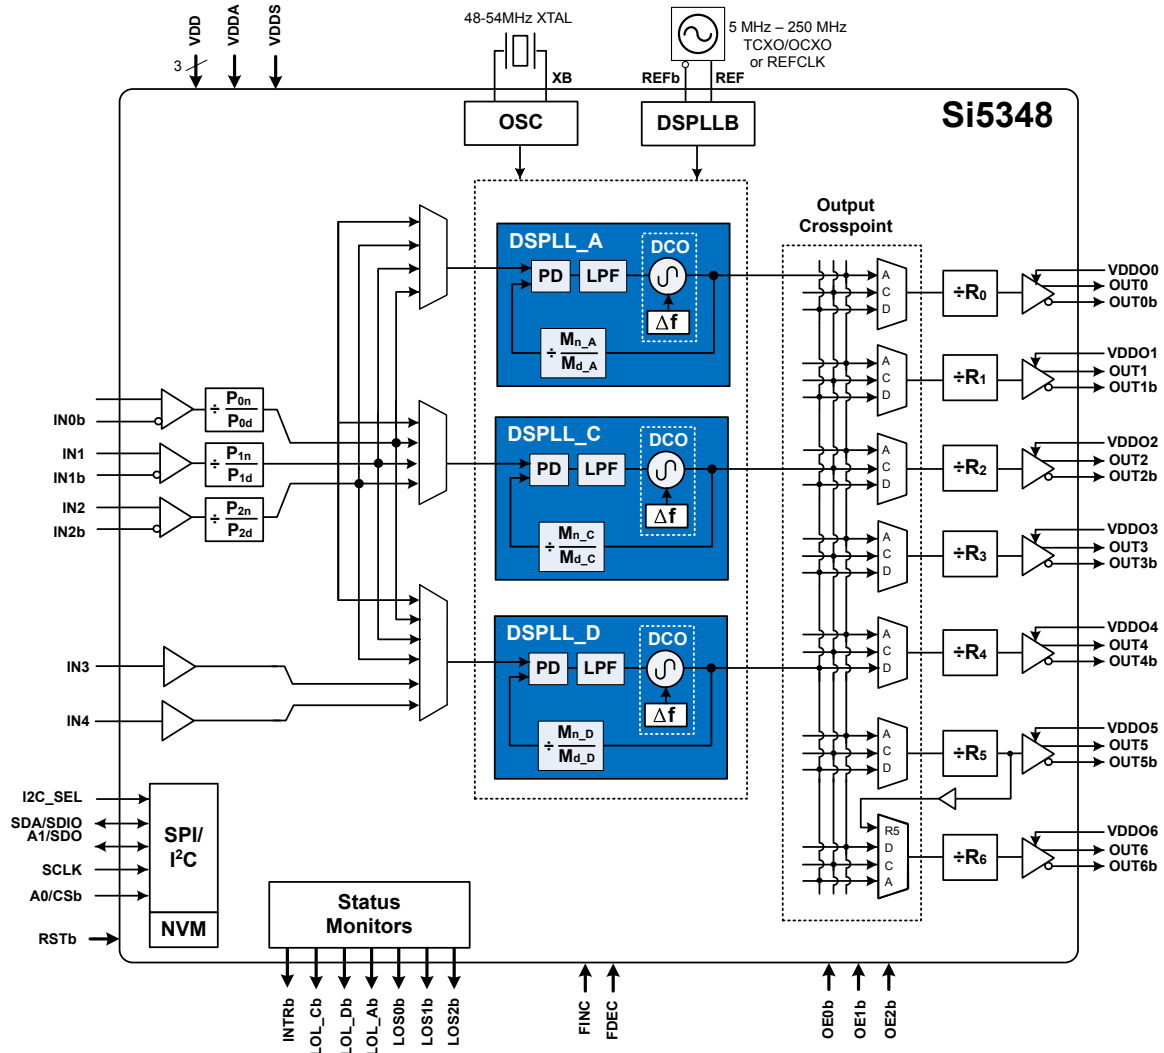 48-54MHz XTAL
5 MHz – 250 MHz
TCXO/OCXO
or REFCLK
VDD
VDDA
VDDS
3
XB
REFb
REF
OSC
DSPLLB
Si5348
Output
Crosspoint
DSPLL_A
DCO
PD
LPF
Δf
÷ Mn_A
Md_A
DSPLL_C
DCO
PD
LPF
Δf
÷ Mn_C
Md_C
DSPLL_D
DCO
PD
LPF
Δf
÷ Mn_D
Md_D
IN0b
IN1
IN1b
IN2
IN2b
IN3
IN4
÷ P0n
P0d
÷ P1n
P1d
÷ P2n
P2d
A
C
D
÷R0
VDDO0
OUT0
OUT0b
A
C
D
÷R1
VDDO1
OUT1
OUT1b
A
C
D
÷R2
VDDO2
OUT2
OUT2b
A
C
D
÷R3
VDDO3
OUT3
OUT3b
A
C
D
÷R4
VDDO4
OUT4
OUT4b
A
C
D
÷R5
VDDO5
OUT5
OUT5b
R5
D
C
A
÷R6
VDDO6
OUT6
OUT6b
I2C_SEL
SDA/SDIO
A1/SDO
SCLK
A0/CSb
RSTb
SPI/
I²C
NVM
Status
Monitors
INTRb
LOL_Cb
LOL_Db
LOL_Ab
LOS0b
LOS1b
LOS2b
FINC
FDEC
OE0b
OE1b
OE2b